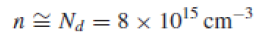 n ≅ N_d = 8 × 10^15 cm^−3